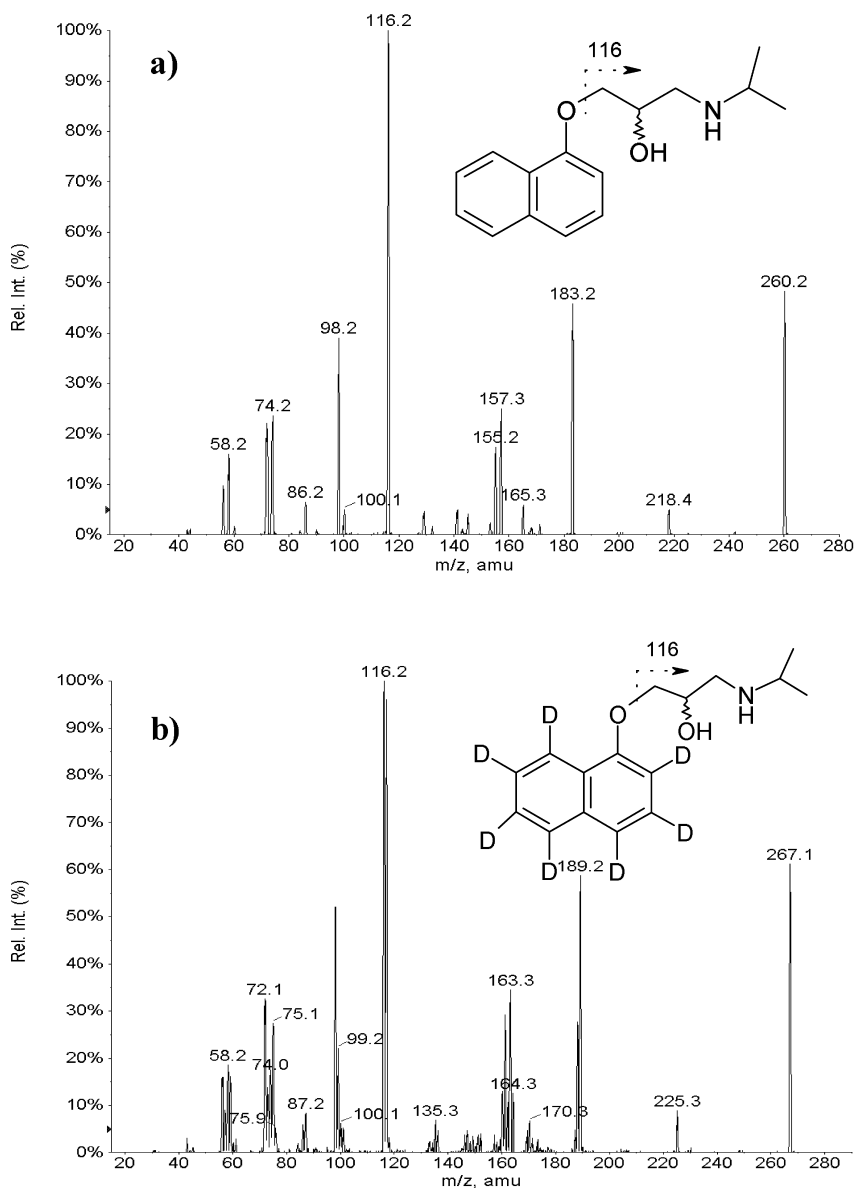 116.2
100%
a)
116
90%
O
N
H
80%
OH
70%
60%
50%
260.2
183.2
98.2
40%
30%
157.3
74.2
20%
155.2
58.2
10%
86.2
100.1
165.3
218.4
0%
20 40 60 80 100 120 140 160 180 200 220 240 260 280
m/z, amu
Rel. Int. (%)
116.2
100%
b)
116
90%
O
N
H
D
OH
80%
D
D
70%
D
D
D
D
189.2
267.1
60%
50%
40%
72.1
163.3
30%
75.1
99.2
20%
58.2
74.0
164.3
10%
75.9
87.2
100.1
135.3
170.3
225.3
0%
20 40 60 80 100 120 140 160 180 200 220 240 260 280
m/z, amu
Rel. Int. (%)